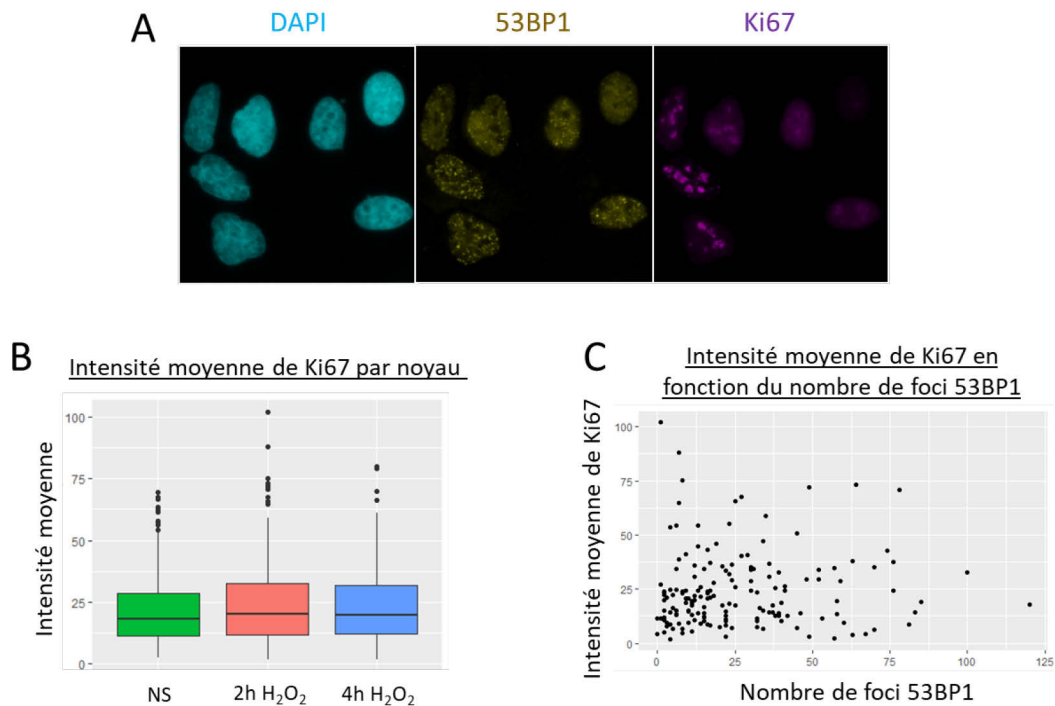 A
DAPI
53BP1
Ki67
B
Intensité moyenne de Ki67 par noyau
Intensité moyenne
100
75
50
25
0
NS
2h H₂O₂
4h H₂O₂
C
Intensité moyenne de Ki67 en
fonction du nombre de foci 53BP1
Intensité moyenne de Ki67
100
75
50
25
0
0
25
50
75
100
125
Nombre de foci 53BP1